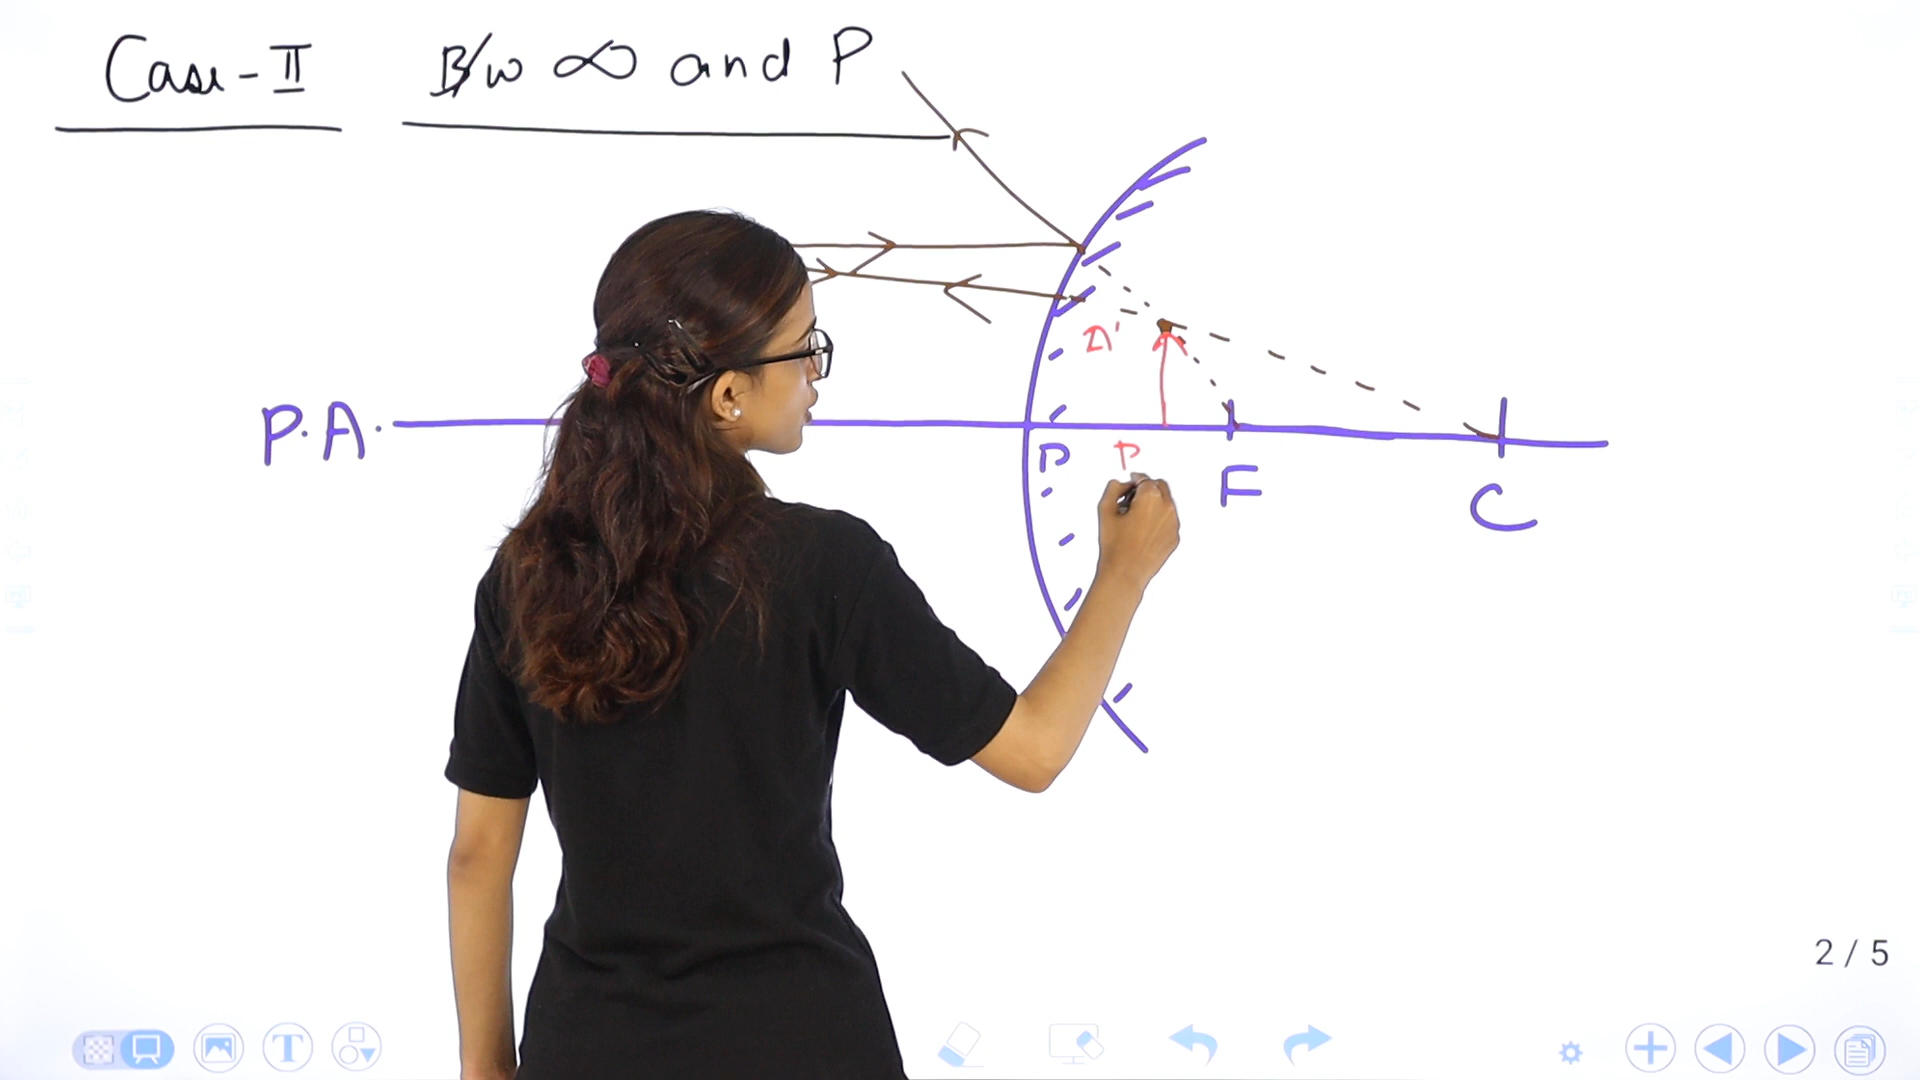 Case-II B/w ∞ and P
A'
P.A.
P
F
C
2 / 5
T